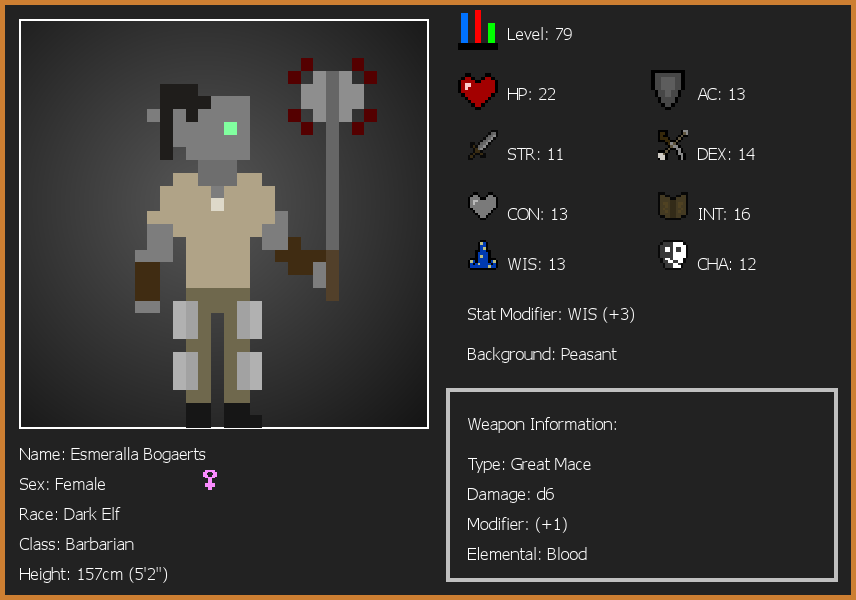 Level: 79
HP: 22
AC: 13
STR: 11
DEX: 14
CON: 13
INT: 16
WIS: 13
CHA: 12
Stat Modifier: WIS (+3)
Background: Peasant
Weapon Information:
Type: Great Mace
Damage: d6
Modifier: (+1)
Elemental: Blood
Name: Esmeralla Bogaerts
Sex: Female
Race: Dark Elf
Class: Barbarian
Height: 157cm (5'2")